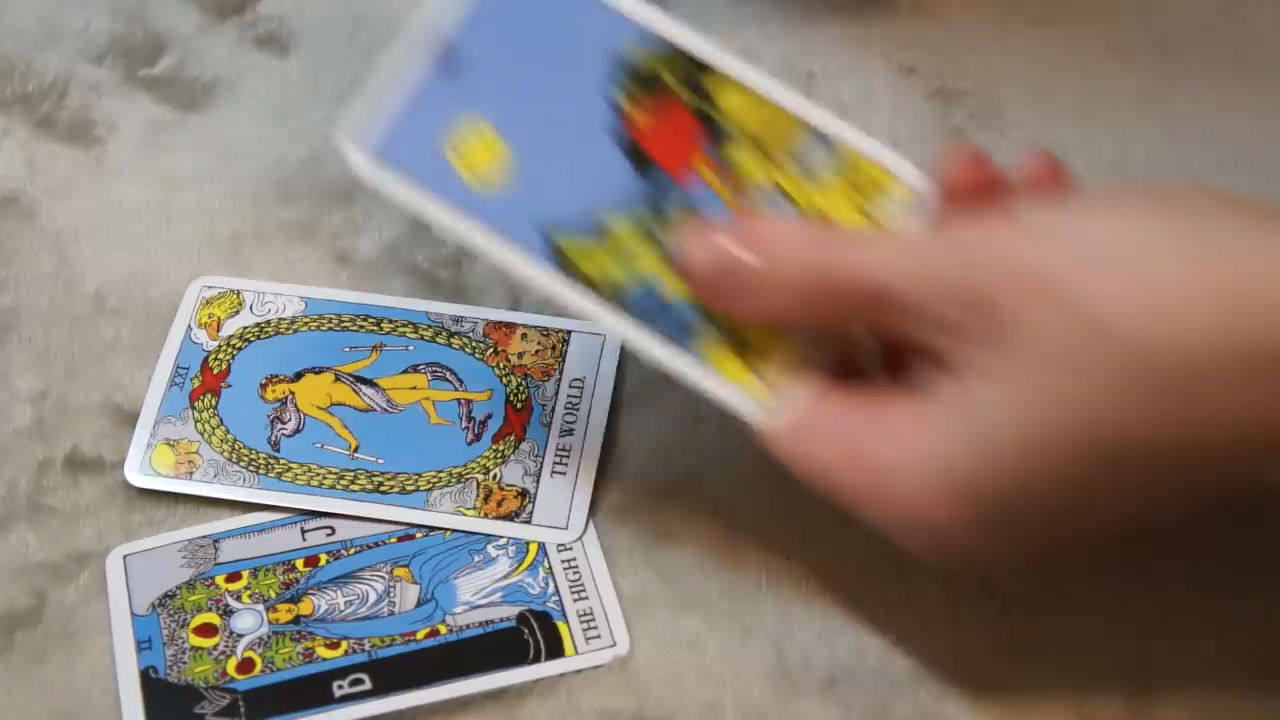 XXI
THE WORLD.
J
II
THE HIGH P
B